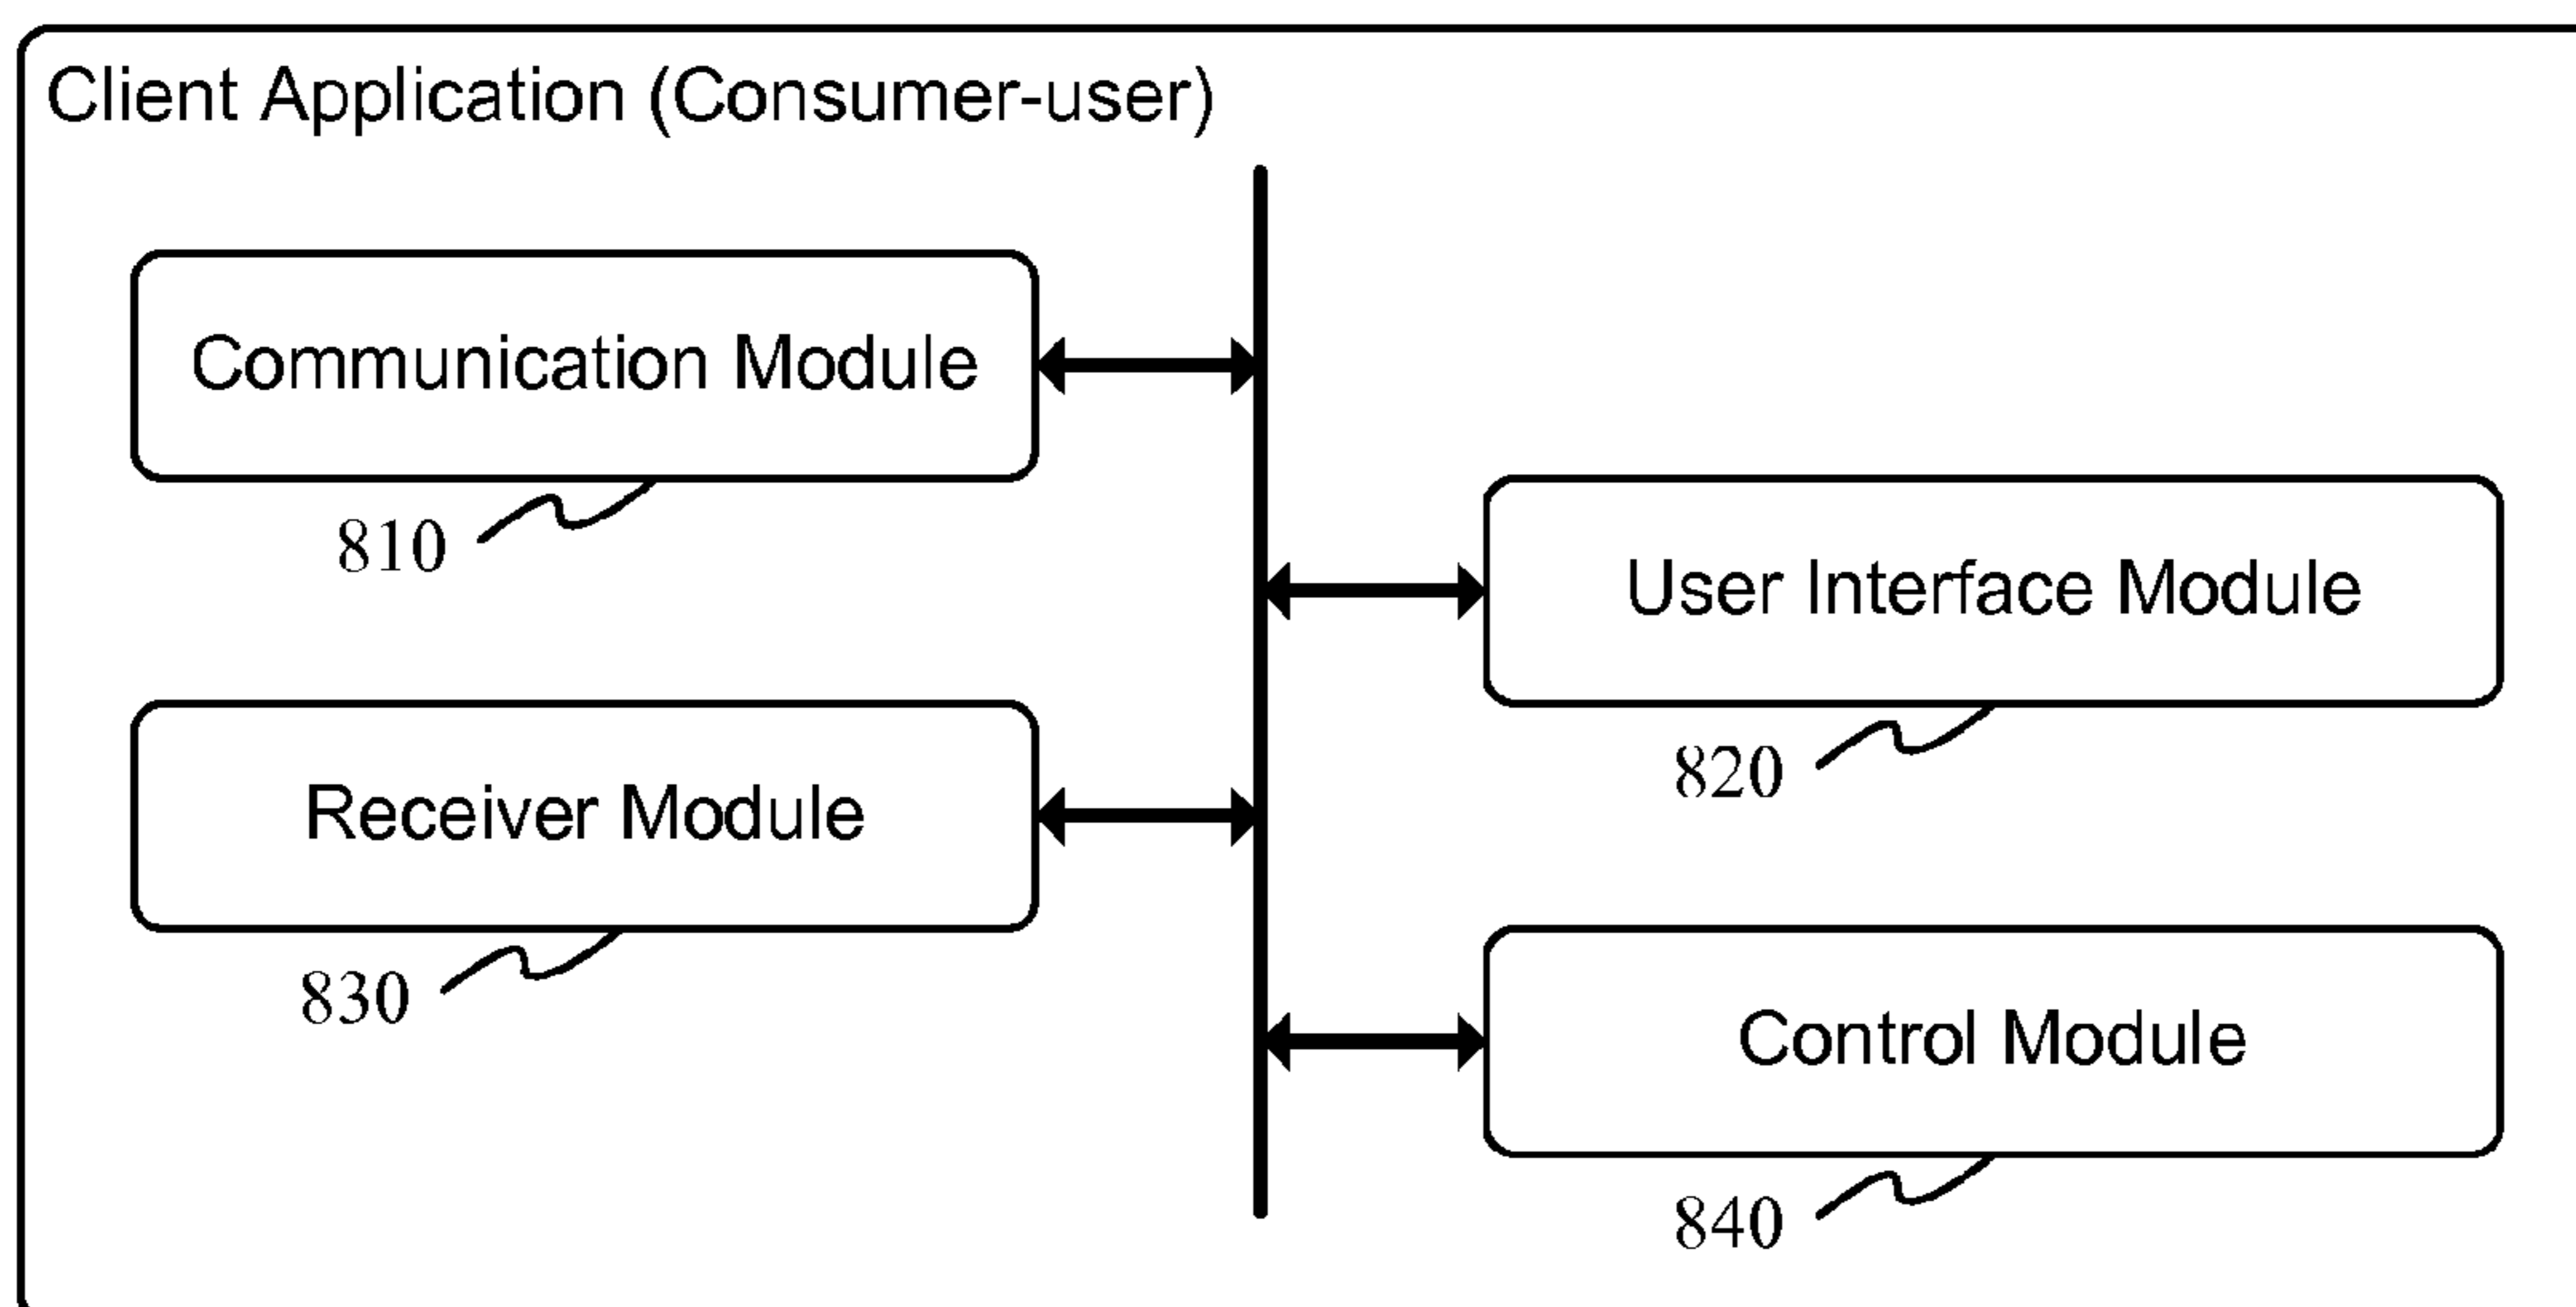 Client Application (Consumer-user)
Communication Module
810
User Interface Module
820
Receiver Module
830
Control Module
840